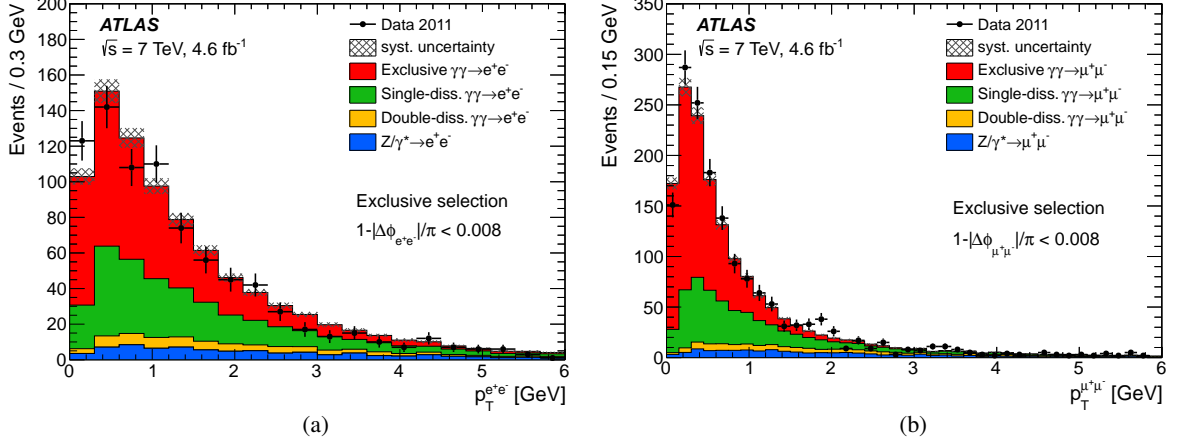 ATLAS
√s = 7 TeV, 4.6 fb⁻¹
Data 2011
syst. uncertainty
Exclusive γγ→e⁺e⁻
Single-diss. γγ→e⁺e⁻
Double-diss. γγ→e⁺e⁻
Z/γ*→e⁺e⁻
Exclusive selection
1-|Δϕ_e⁺e⁻|/π < 0.008
Events / 0.3 GeV
200
180
160
140
120
100
80
60
40
20
0
0 1 2 3 4 5 6
p_T^e⁺e⁻ [GeV]
(a)
ATLAS
√s = 7 TeV, 4.6 fb⁻¹
Data 2011
syst. uncertainty
Exclusive γγ→μ⁺μ⁻
Single-diss. γγ→μ⁺μ⁻
Double-diss. γγ→μ⁺μ⁻
Z/γ*→μ⁺μ⁻
Exclusive selection
1-|Δϕ_μ⁺μ⁻|/π < 0.008
Events / 0.15 GeV
350
300
250
200
150
100
50
0
0 1 2 3 4 5 6
p_T^μ⁺μ⁻ [GeV]
(b)